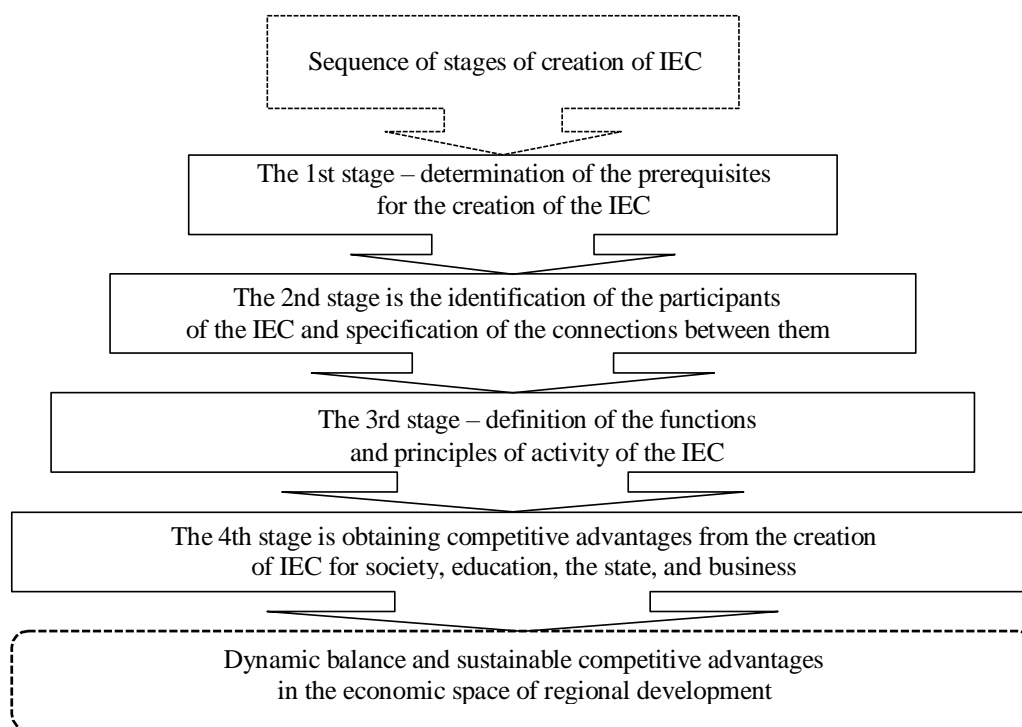 Sequence of stages of creation of IEC
The 1st stage – determination of the prerequisites
for the creation of the IEC
The 2nd stage is the identification of the participants
of the IEC and specification of the connections between them
The 3rd stage – definition of the functions
and principles of activity of the IEC
The 4th stage is obtaining competitive advantages from the creation
of IEC for society, education, the state, and business
Dynamic balance and sustainable competitive advantages
in the economic space of regional development